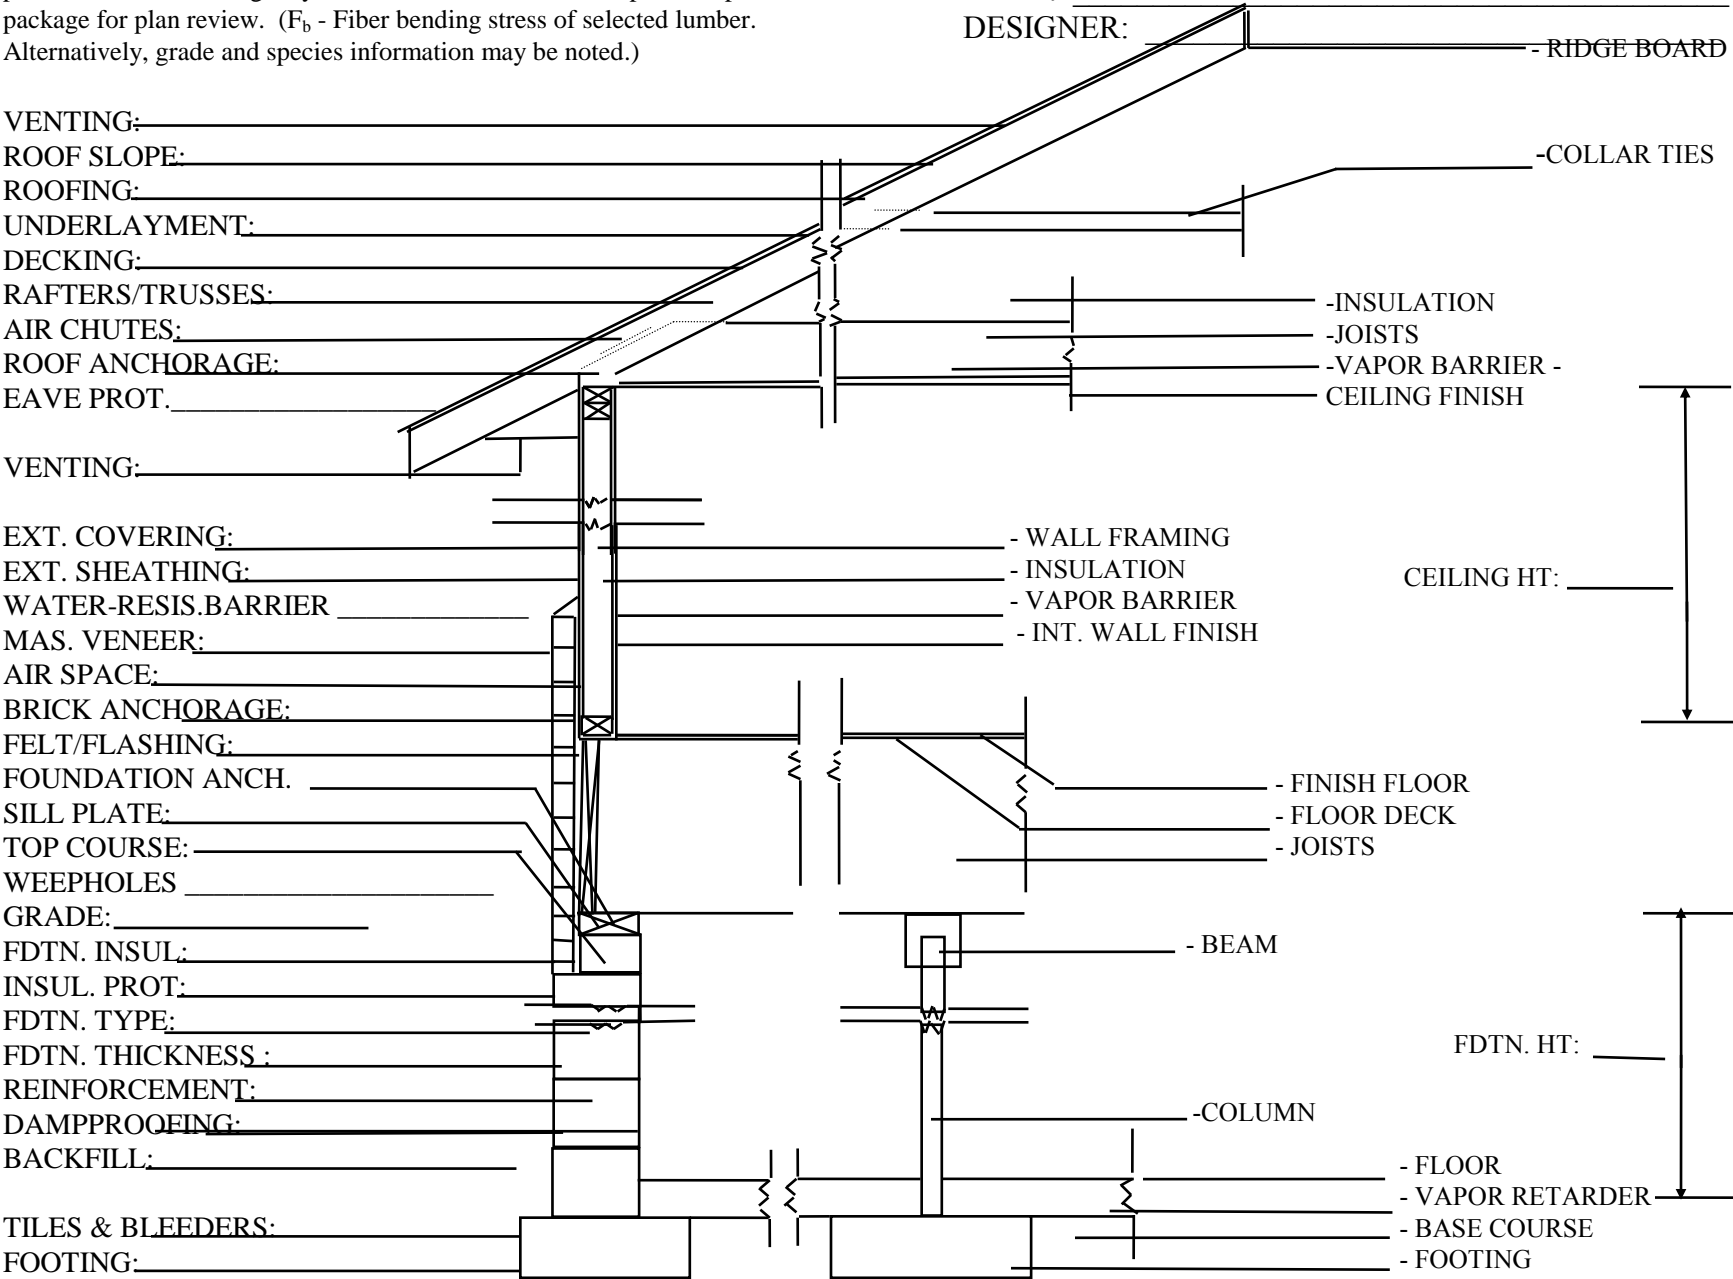 package for plan review. (Fb - Fiber bending stress of selected lumber.
Alternatively, grade and species information may be noted.)
DESIGNER:
- RIDGE BOARD
VENTING:
ROOF SLOPE:
ROOFING:
UNDERLAYMENT:
DECKING:
RAFTERS/TRUSSES:
AIR CHUTES:
ROOF ANCHORAGE:
EAVE PROT.
VENTING:
EXT. COVERING:
EXT. SHEATHING:
WATER-RESIS.BARRIER
MAS. VENEER:
AIR SPACE:
BRICK ANCHORAGE:
FELT/FLASHING:
FOUNDATION ANCH.
SILL PLATE:
TOP COURSE:
WEEPHOLES
GRADE:
FDTN. INSUL:
INSUL. PROT:
FDTN. TYPE:
FDTN. THICKNESS :
REINFORCEMENT:
DAMPPROOFING:
BACKFILL:
TILES & BLEEDERS:
FOOTING:
-COLLAR TIES
-INSULATION
-JOISTS
-VAPOR BARRIER -
CEILING FINISH
- WALL FRAMING
- INSULATION
- VAPOR BARRIER
- INT. WALL FINISH
CEILING HT:
- FINISH FLOOR
- FLOOR DECK
- JOISTS
- BEAM
FDTN. HT:
-COLUMN
- FLOOR
- VAPOR RETARDER
- BASE COURSE
- FOOTING